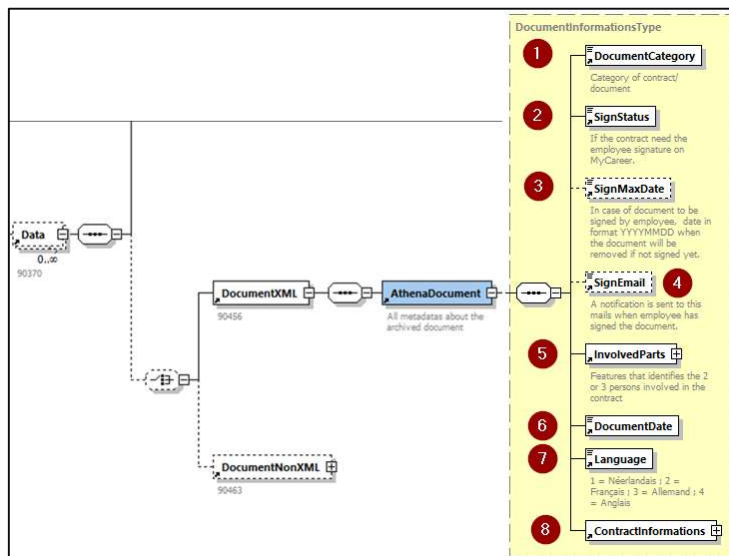 DocumentInformationsType
1
DocumentCategory
Category of contract/
document
2
SignStatus
If the contract need the
employee signature on
MyCareer.
3
SignMaxDate
In case of document to be
signed by employee, date in
format YYYYMMDD when
the document will be
removed if not signed yet.
Data
0..∞
90370
DocumentXML
90456
AthenaDocument
All metadatas about the
archived document
SignEmail
4
A notification is sent to this
mails when employee has
signed the document.
5
InvolvedParts
Features that identifies the 2
or 3 persons involved in the
contract
6
DocumentDate
7
Language
1 = Néerlandais ; 2 =
Français ; 3 = Allemand ; 4
= Anglais
DocumentNonXML
90463
8
ContractInformations